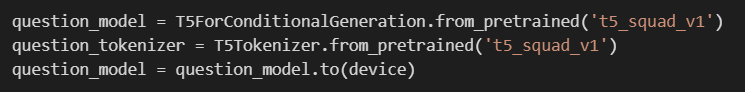 question_model = T5ForConditionalGeneration.from_pretrained('t5_squad_v1')
question_tokenizer = T5Tokenizer.from_pretrained('t5_squad_v1')
question_model = question_model.to(device)